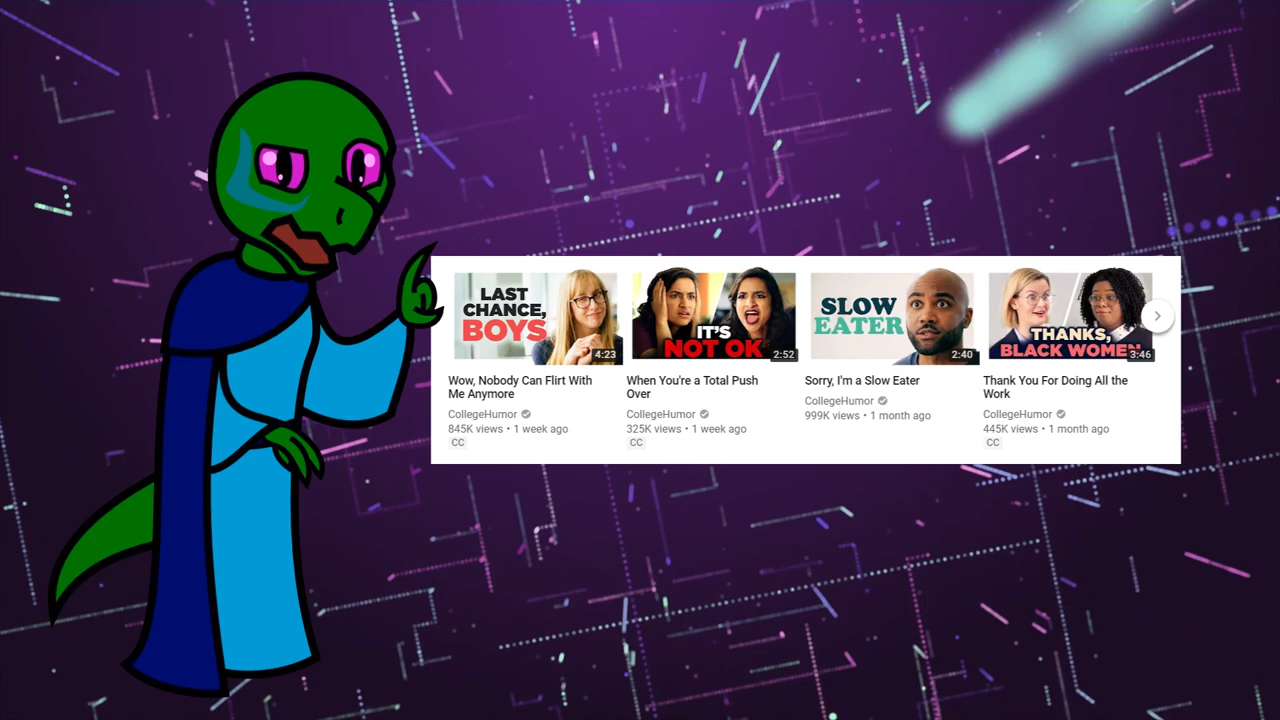 LAST
CHANCE,
BOYS
4:23
IT'S
NOT OK
2:52
SLOW
EATER
2:40
THANKS,
BLACK WOMEN
3:46
Wow, Nobody Can Flirt With
Me Anymore
CollegeHumor
845K views • 1 week ago
CC
When You're a Total Push
Over
CollegeHumor
325K views • 1 week ago
CC
Sorry, I'm a Slow Eater
CollegeHumor
999K views • 1 month ago
Thank You For Doing All the
Work
CollegeHumor
445K views • 1 month ago
CC